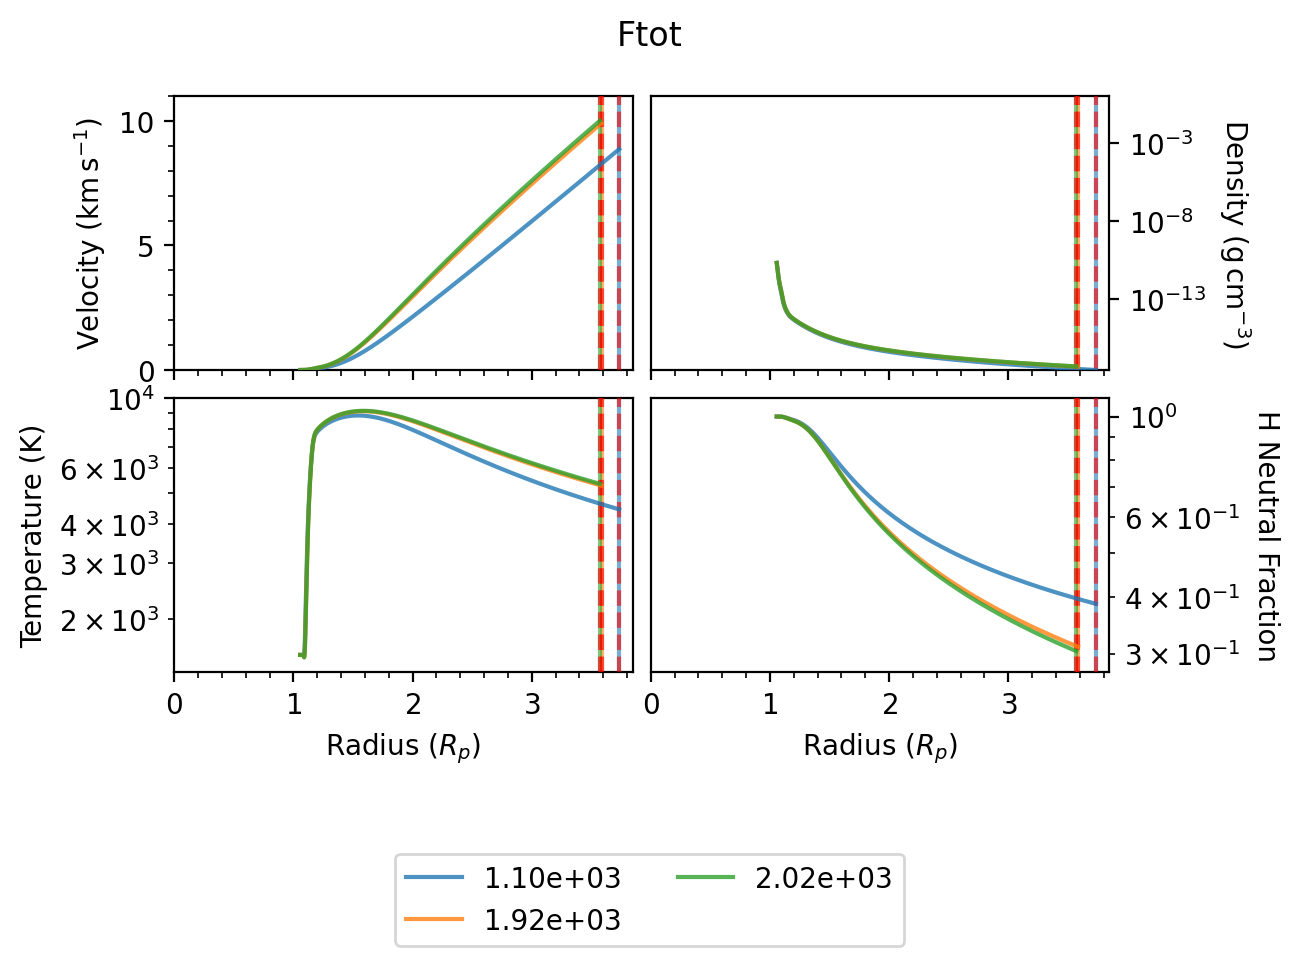 Ftot
Velocity (km s⁻¹)
10
5
0
10⁻³
10⁻⁸
10⁻¹³
Density (g cm⁻³)
Temperature (K)
10⁴
6 × 10³
4 × 10³
3 × 10³
2 × 10³
10⁰
6 × 10⁻¹
4 × 10⁻¹
3 × 10⁻¹
H Neutral Fraction
0 1 2 3
0 1 2 3
Radius (Rₚ)
Radius (Rₚ)
1.10e+03 2.02e+03
1.92e+03